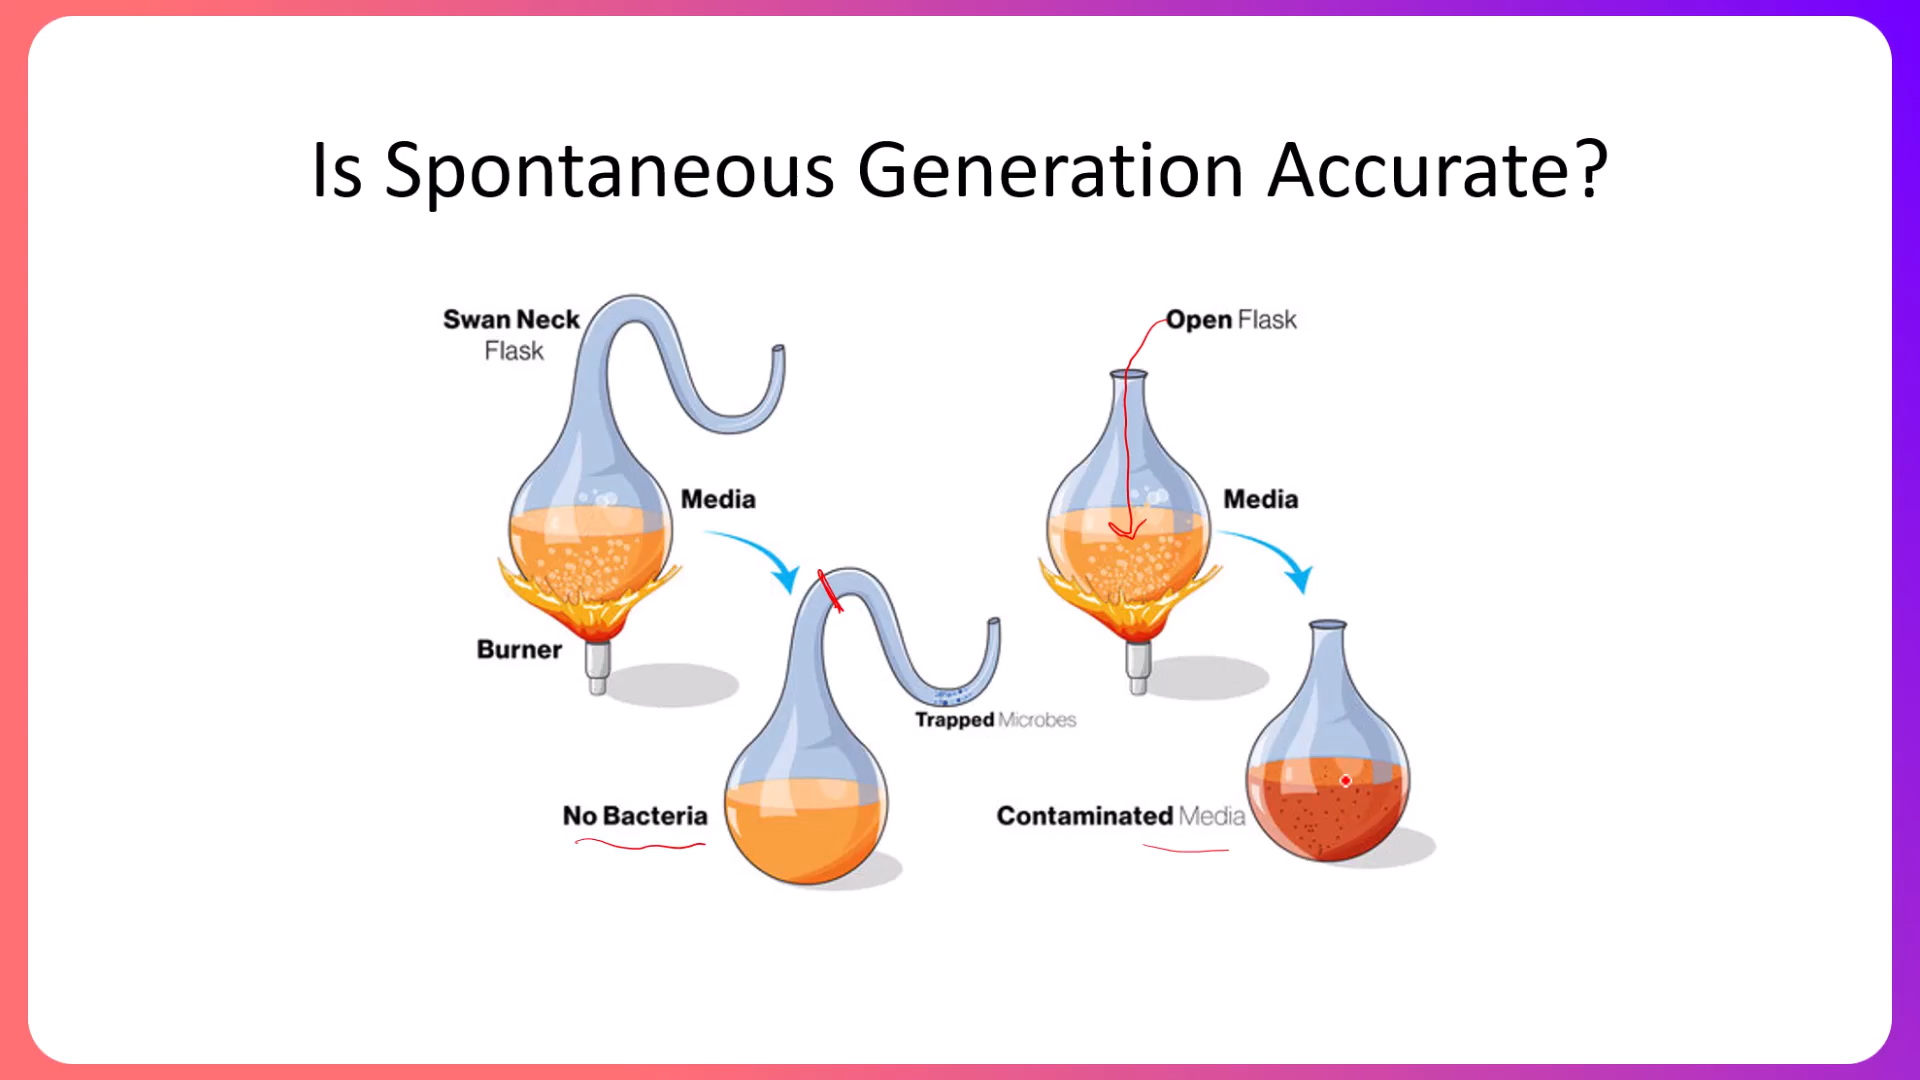 Is Spontaneous Generation Accurate?
Swan Neck
Flask
Media
Burner
Trapped Microbes
No Bacteria
Open Flask
Media
Contaminated Media